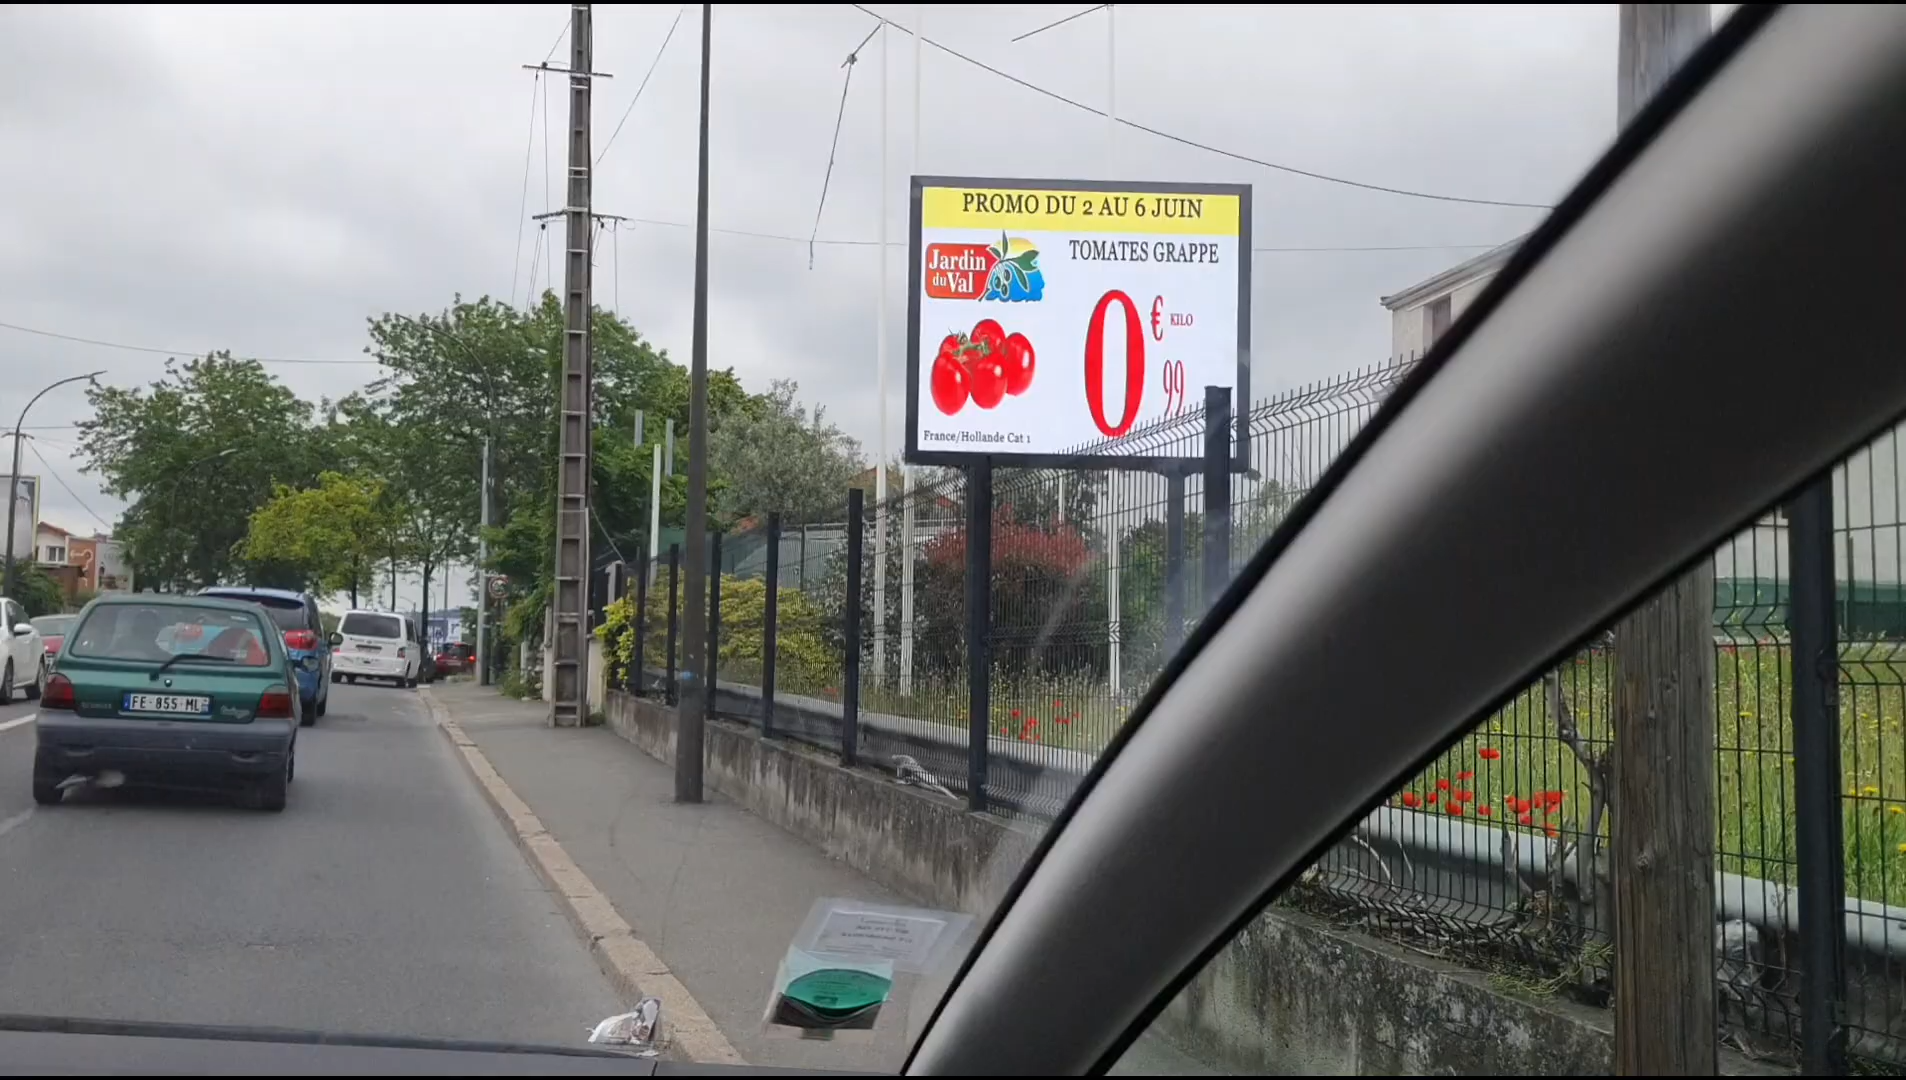 PROMO DU 2 AU 6 JUIN
Jardin
du Val
TOMATES GRAPPE
0 € KILO
99
France/Hollande Cat 1
FE-855-ML